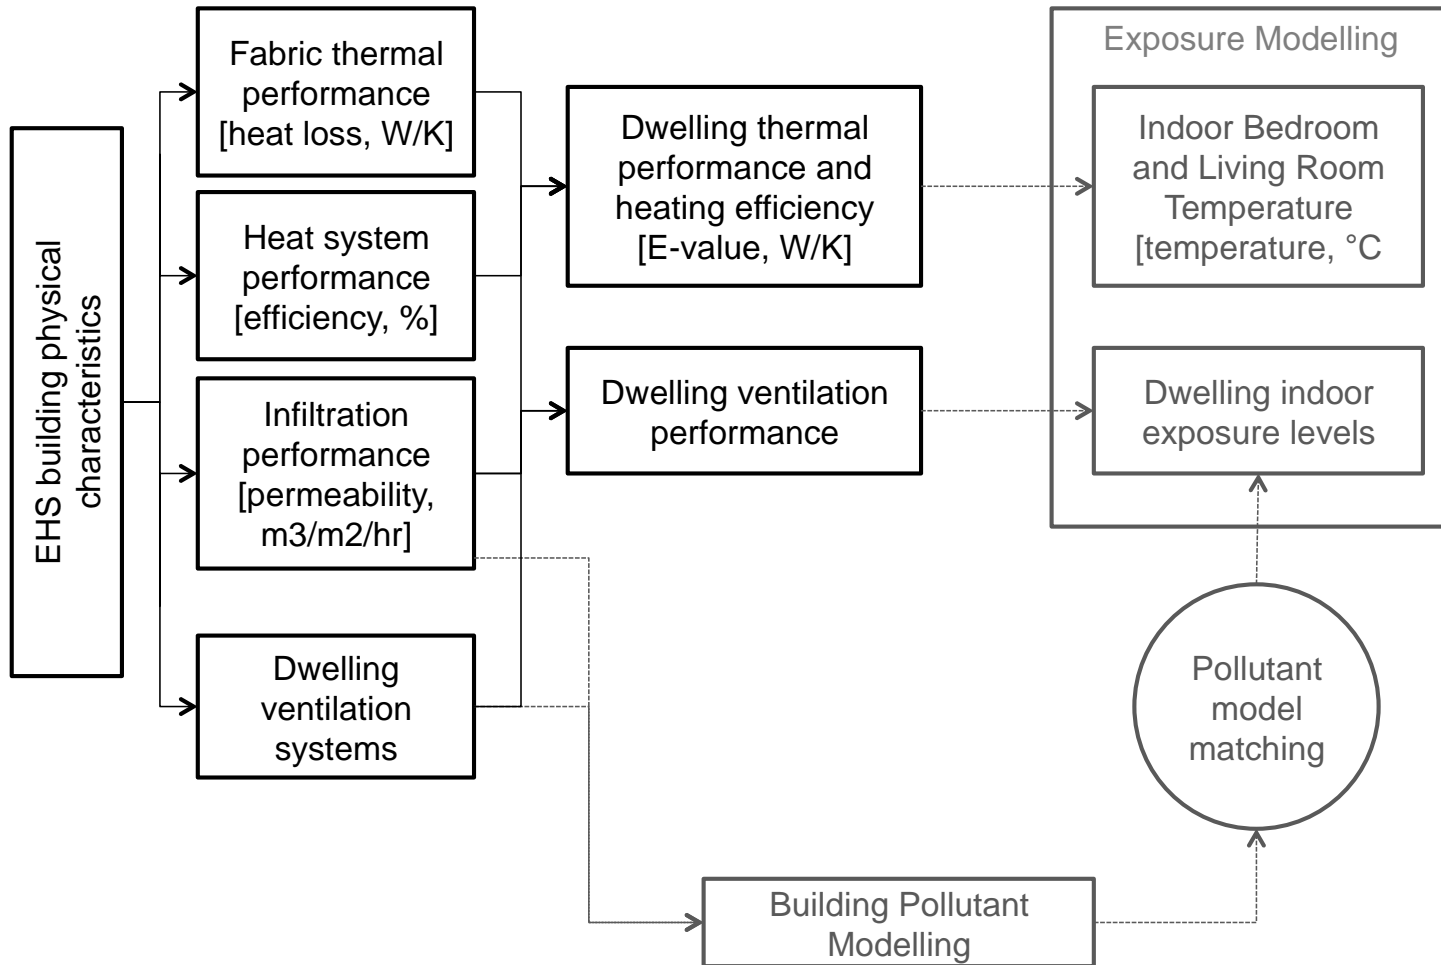 EHS building physical
characteristics
Fabric thermal
performance
[heat loss, W/K]
Heat system
performance
[efficiency, %]
Infiltration
performance
[permeability,
m3/m2/hr]
Dwelling
ventilation
systems
Dwelling thermal
performance and
heating efficiency
[E-value, W/K]
Dwelling ventilation
performance
Exposure Modelling
Indoor Bedroom
and Living Room
Temperature
[temperature, °C
Dwelling indoor
exposure levels
Pollutant
model
matching
Building Pollutant
Modelling